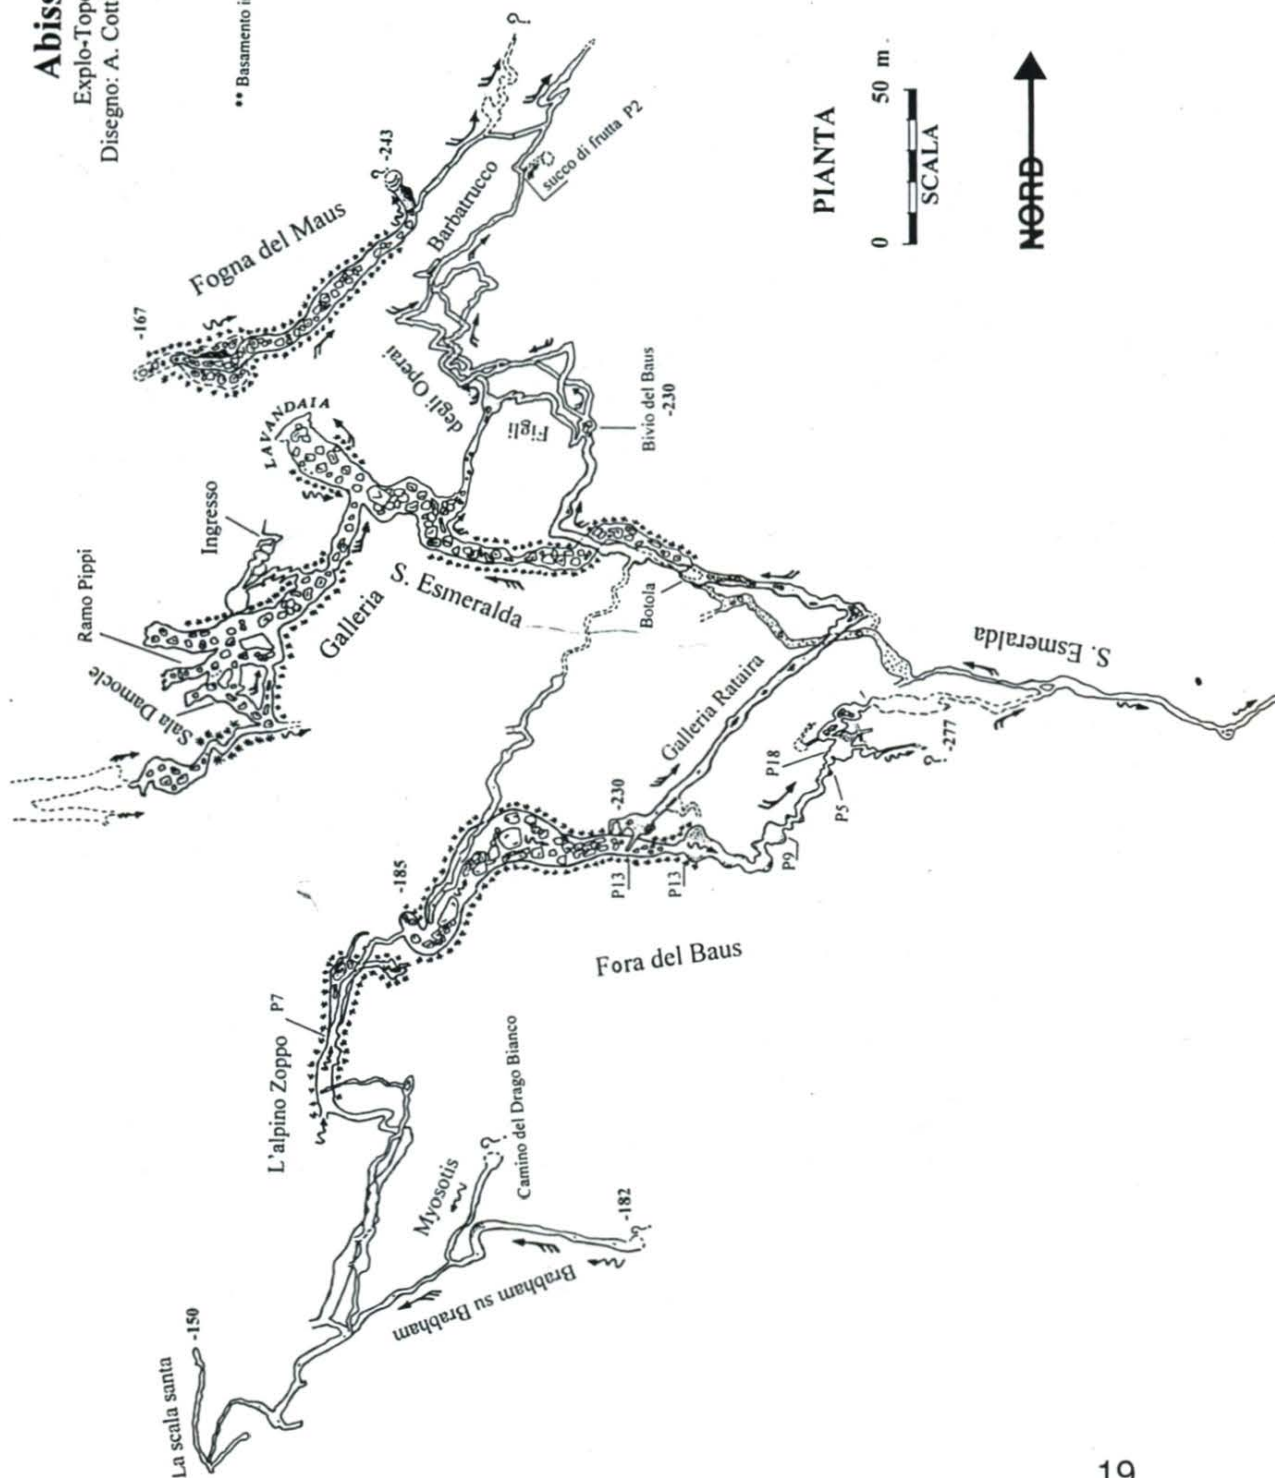 Abiss
Explo-Topo
Disegno: A. Cott
** Basamento i
?
-243
?
succo di frutta P2
Barbatrucco
Fogna del Maus
-167
PIANTA
0
50 m
SCALA
NORD
LAVANDAIA
degli Operai
Figli
Bivio del Baus
-230
Ingresso
Ramo Pippi
Sala Damocle
Galleria
S. Esmeralda
Botola
S. Esmeralda
Galleria Rataira
-277
?
P18
P5
P9
-230
P13
P13
-185
Fora del Baus
L'alpino Zoppo
P7
Camino del Drago Bianco
?
Myosotis
-182
?
Brabham su Brabham
-150
La scala santa
19